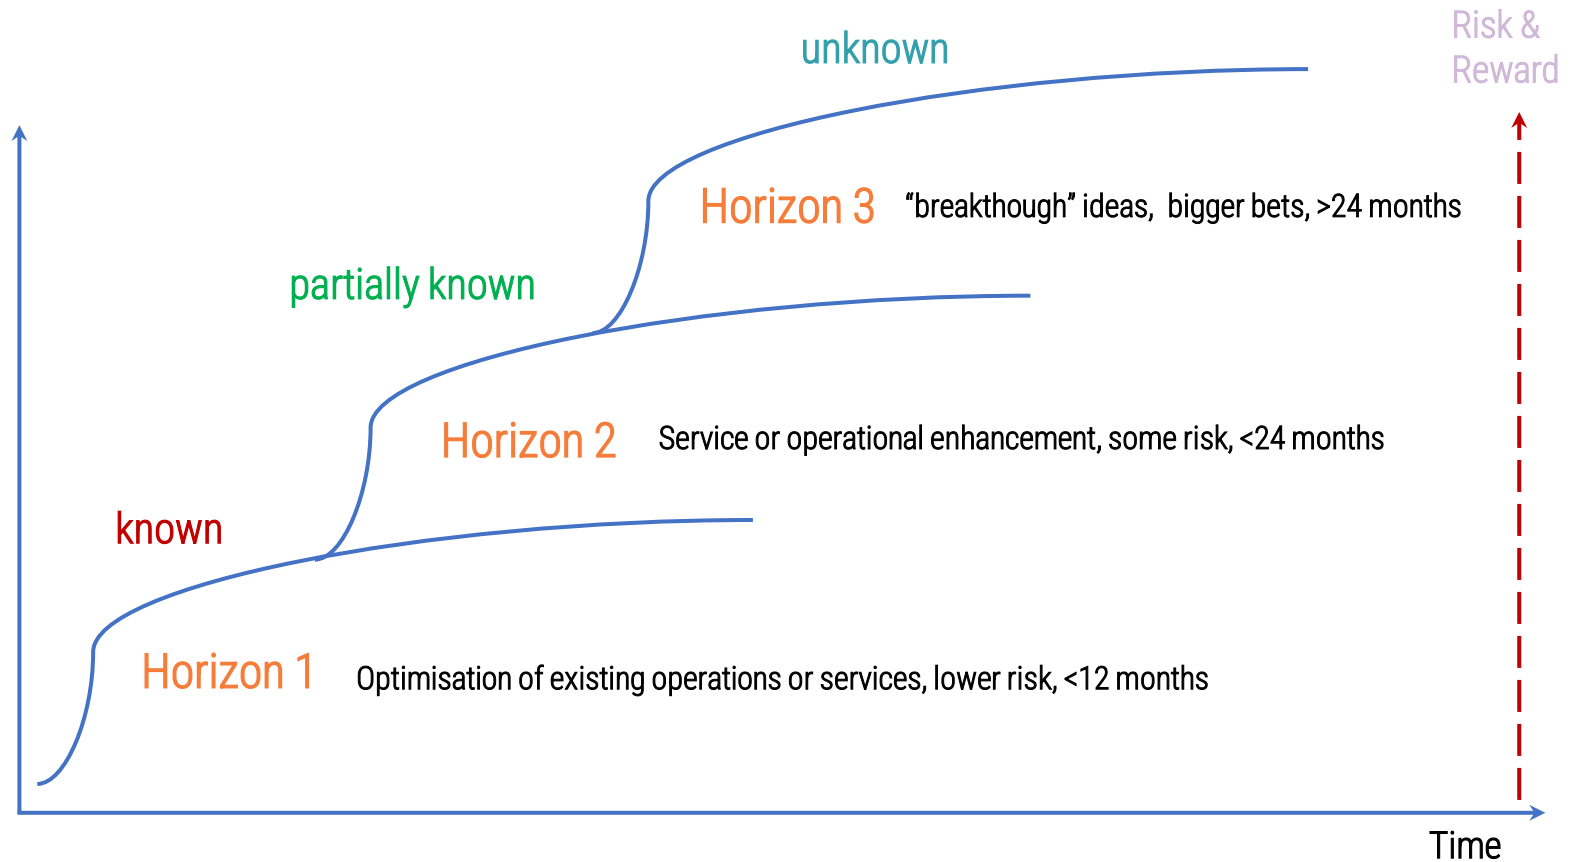 Risk &
Reward
unknown
Horizon 3 “breakthough” ideas,  bigger bets, >24 months
partially known
Horizon 2 Service or operational enhancement, some risk, <24 months
known
Horizon 1 Optimisation of existing operations or services, lower risk, <12 months
Time